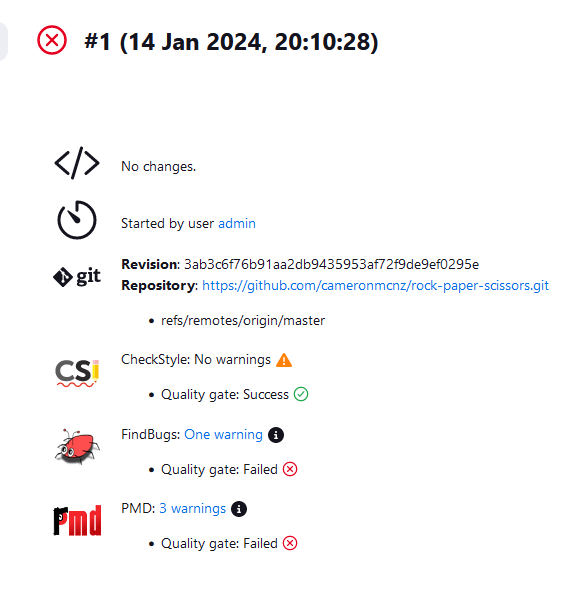 #1 (14 Jan 2024, 20:10:28)
No changes.
Started by user admin
git
Revision: 3ab3c6f76b91aa2db9435953af72f9de9ef0295e
Repository: https://github.com/cameronmcnz/rock-paper-scissors.git
• refs/remotes/origin/master
CSi
CheckStyle: No warnings
• Quality gate: Success
FindBugs: One warning
• Quality gate: Failed
Pmd
PMD: 3 warnings
• Quality gate: Failed